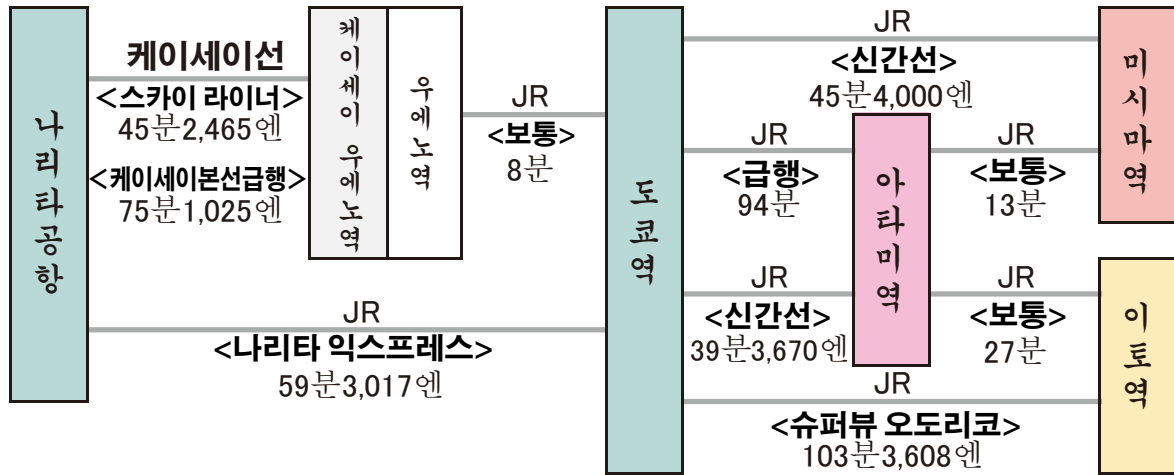 나리타공항
케이세이선
<스카이 라이너>
45분2,465엔
<케이세이본선급행>
75분1,025엔
케이세이 우에노역
우에노역
JR
<보통>
8분
JR
<나리타 익스프레스>
59분3,017엔
도쿄역
JR
<신간선>
45분4,000엔
JR
<급행>
94분
JR
<신간선>
39분3,670엔
아타미역
JR
<보통>
13분
JR
<보통>
27분
JR
<슈퍼뷰 오도리코>
103분3,608엔
미시마역
이토역